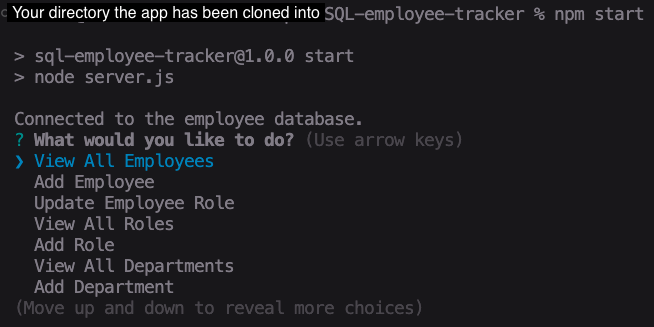 Your directory the app has been cloned into SQL-employee-tracker % npm start
> sql-employee-tracker@1.0.0 start
> node server.js
Connected to the employee database.
? What would you like to do? (Use arrow keys)
❯ View All Employees
Add Employee
Update Employee Role
View All Roles
Add Role
View All Departments
Add Department
(Move up and down to reveal more choices)